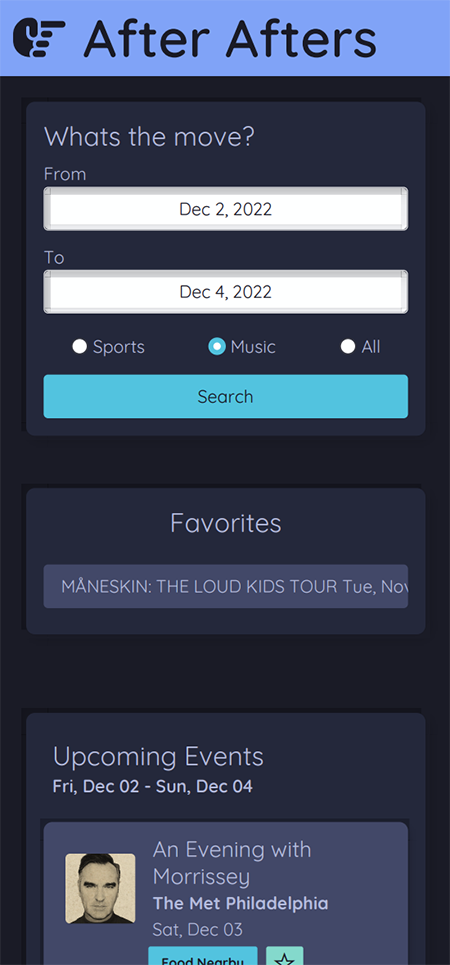 After Afters
Whats the move?
From
Dec 2, 2022
To
Dec 4, 2022
Sports Music All
Search
Favorites
MÅNESKIN: THE LOUD KIDS TOUR Tue, Nov
Upcoming Events
Fri, Dec 02 - Sun, Dec 04
An Evening with
Morrissey
The Met Philadelphia
Sat, Dec 03
Food Nearby